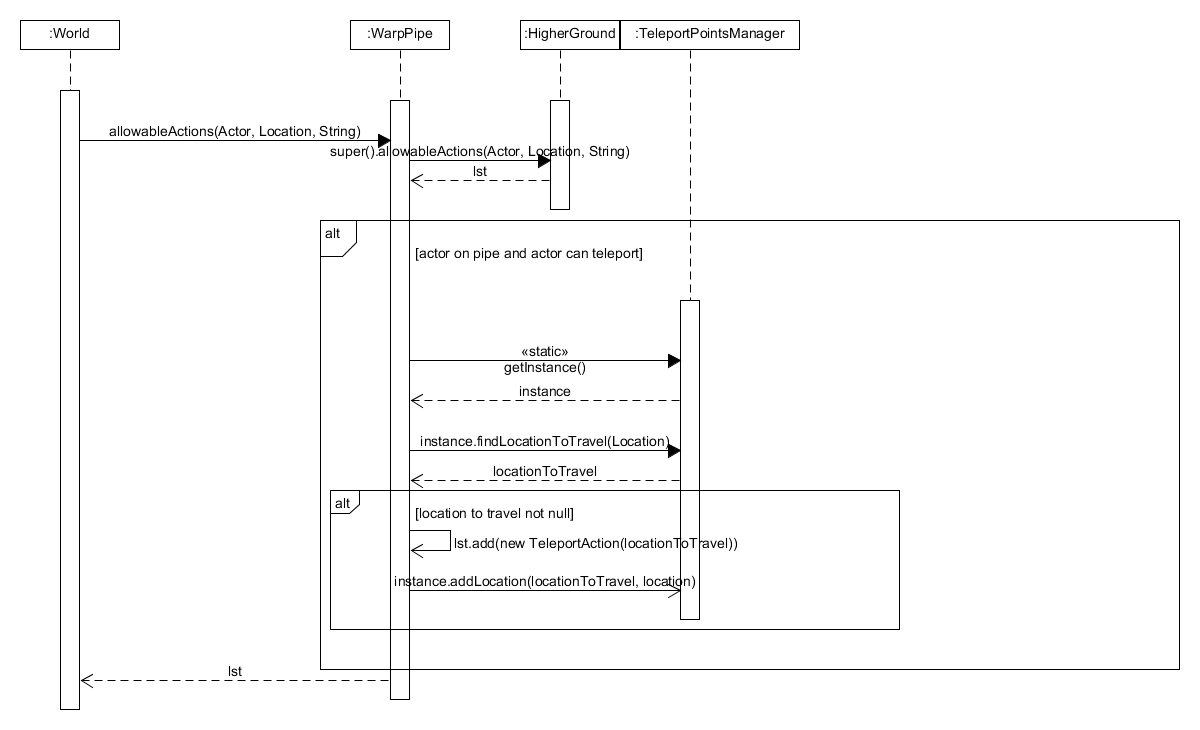 :World
:WarpPipe
:HigherGround
:TeleportPointsManager
allowableActions(Actor, Location, String)
super().allowableActions(Actor, Location, String)
lst
alt
[actor on pipe and actor can teleport]
«static»
getInstance()
instance
instance.findLocationToTravel(Location)
locationToTravel
alt
[location to travel not null]
lst.add(new TeleportAction(locationToTravel))
instance.addLocation(locationToTravel, location)
lst